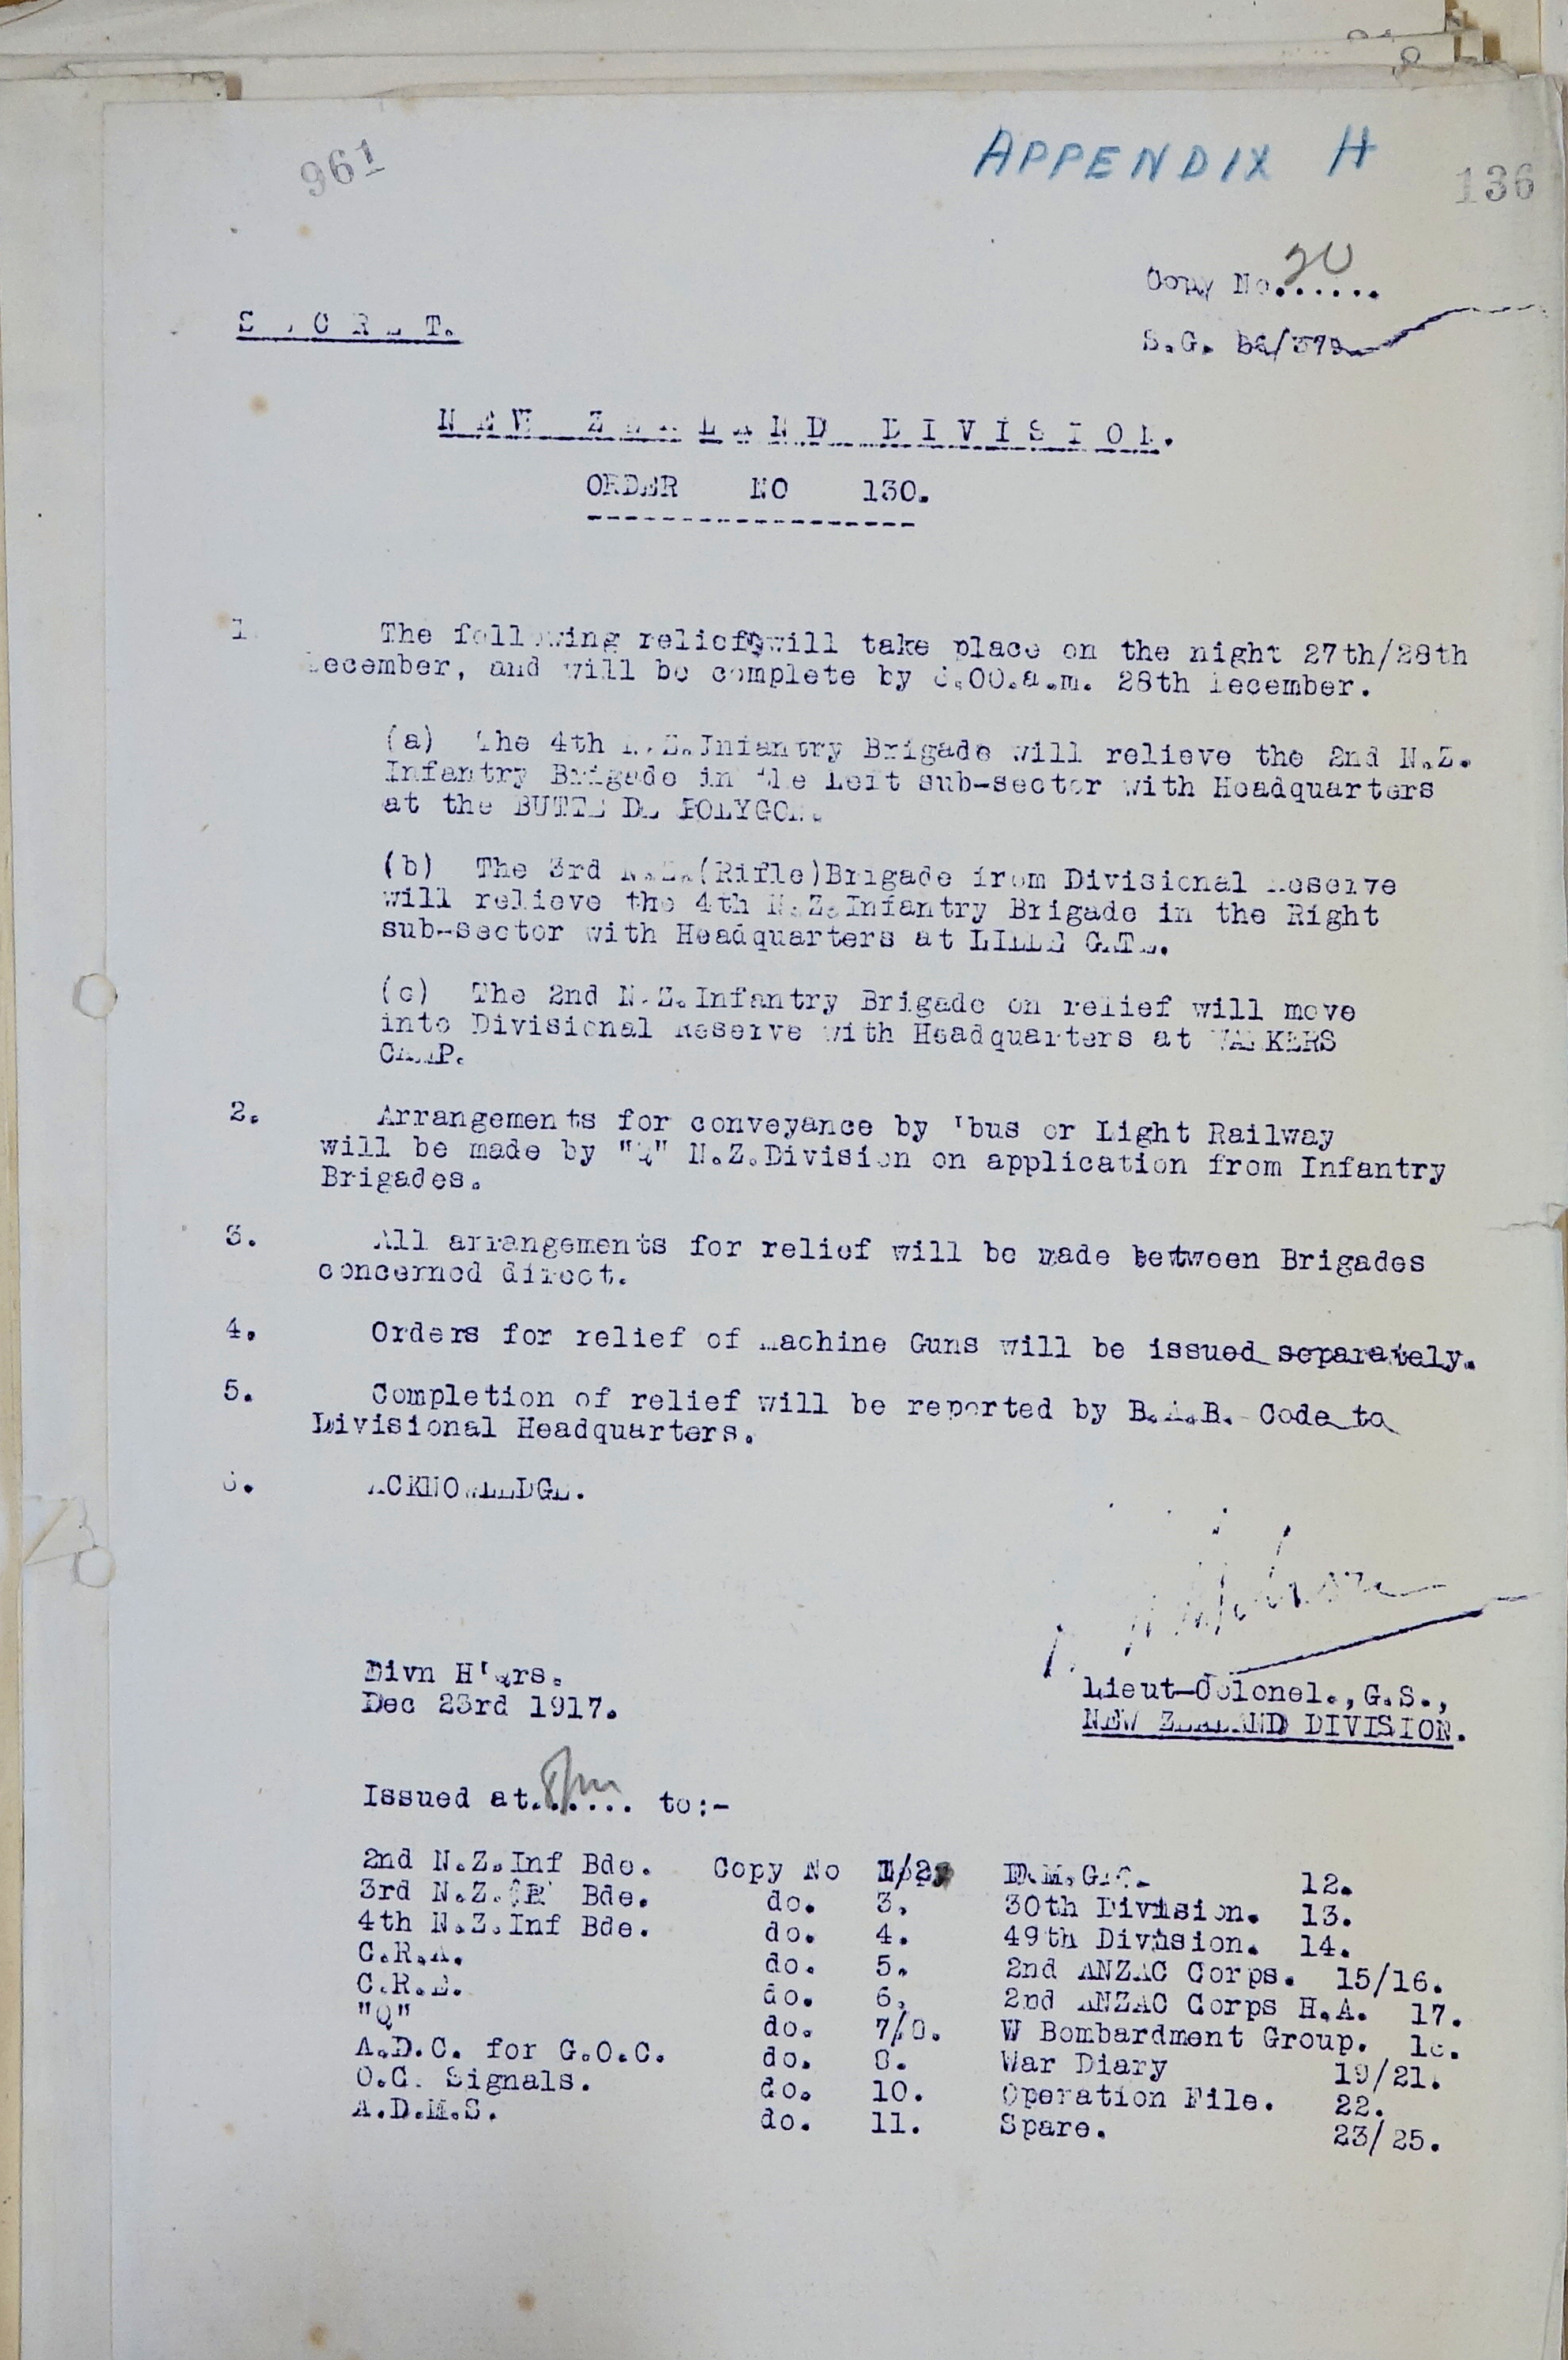 961
APPENDIX H
136
Copy No. 20
SECRET.
S.G.
NEW ZEALAND DIVISION.
ORDER NO 130.
1. The following reliefs will take place on the night 27th/28th
December, and will be complete by .00.a.m. 28th December.
(a) The 4th N.Z.Infantry Brigade will relieve the 2nd N.Z.
Infantry Brigade in the Left sub-sector with Headquarters
at the BUTTE DE POLYGON.
(b) The 3rd N.Z.(Rifle)Brigade from Divisional Reserve
will relieve the 4th N.Z.Infantry Brigade in the Right
sub-sector with Headquarters at LILLE GATE.
(c) The 2nd N.Z.Infantry Brigade on relief will move
into Divisional Reserve with Headquarters at
CAMP.
2. Arrangements for conveyance by 'bus or Light Railway
will be made by "Q" N.Z.Division on application from Infantry
Brigades.
3. All arrangements for relief will be made between Brigades
concerned direct.
4. Orders for relief of Machine Guns will be issued separately.
5. Completion of relief will be reported by B.A.B. Code to
Divisional Headquarters.
6. ACKNOWLEDGE.
Divn H'Qrs.
Dec 23rd 1917.
Lieut-Colonel.,G.S.,
NEW ZEALAND DIVISION.
Issued at 8pm to:-
2nd N.Z.Inf Bde. Copy No 1/2. D.M.G.O. 12.
3rd N.Z.(R) Bde. do. 3. 30th Division. 13.
4th N.Z.Inf Bde. do. 4. 49th Division. 14.
C.R.A. do. 5. 2nd ANZAC Corps. 15/16.
C.R.E. do. 6. 2nd ANZAC Corps H.A. 17.
"Q" do. 7/8. W Bombardment Group. 18.
A.D.C. for G.O.C. do. 9. War Diary 19/21.
O.C. Signals. do. 10. Operation File. 22.
A.D.M.S. do. 11. Spare. 23/25.